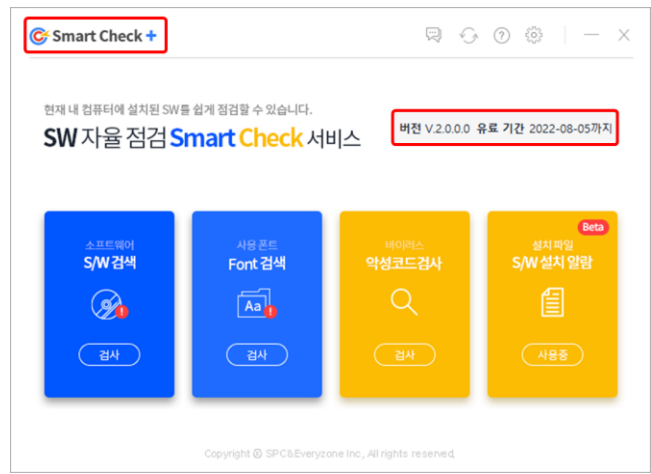 Smart Check +
현재 내 컴퓨터에 설치된 SW를 쉽게 점검할 수 있습니다.
SW 자율 점검 Smart Check 서비스
버전 V.2.0.0.0 유료 기간 2022-08-05까지
소프트웨어
S/W 검색
검사
사용 폰트
Font 검색
Aa
검사
바이러스
악성코드검사
검사
Beta
설치 파일
S/W 설치 알람
사용중
Copyright ⓒ SPC&Everyzone Inc, All rights reserved.